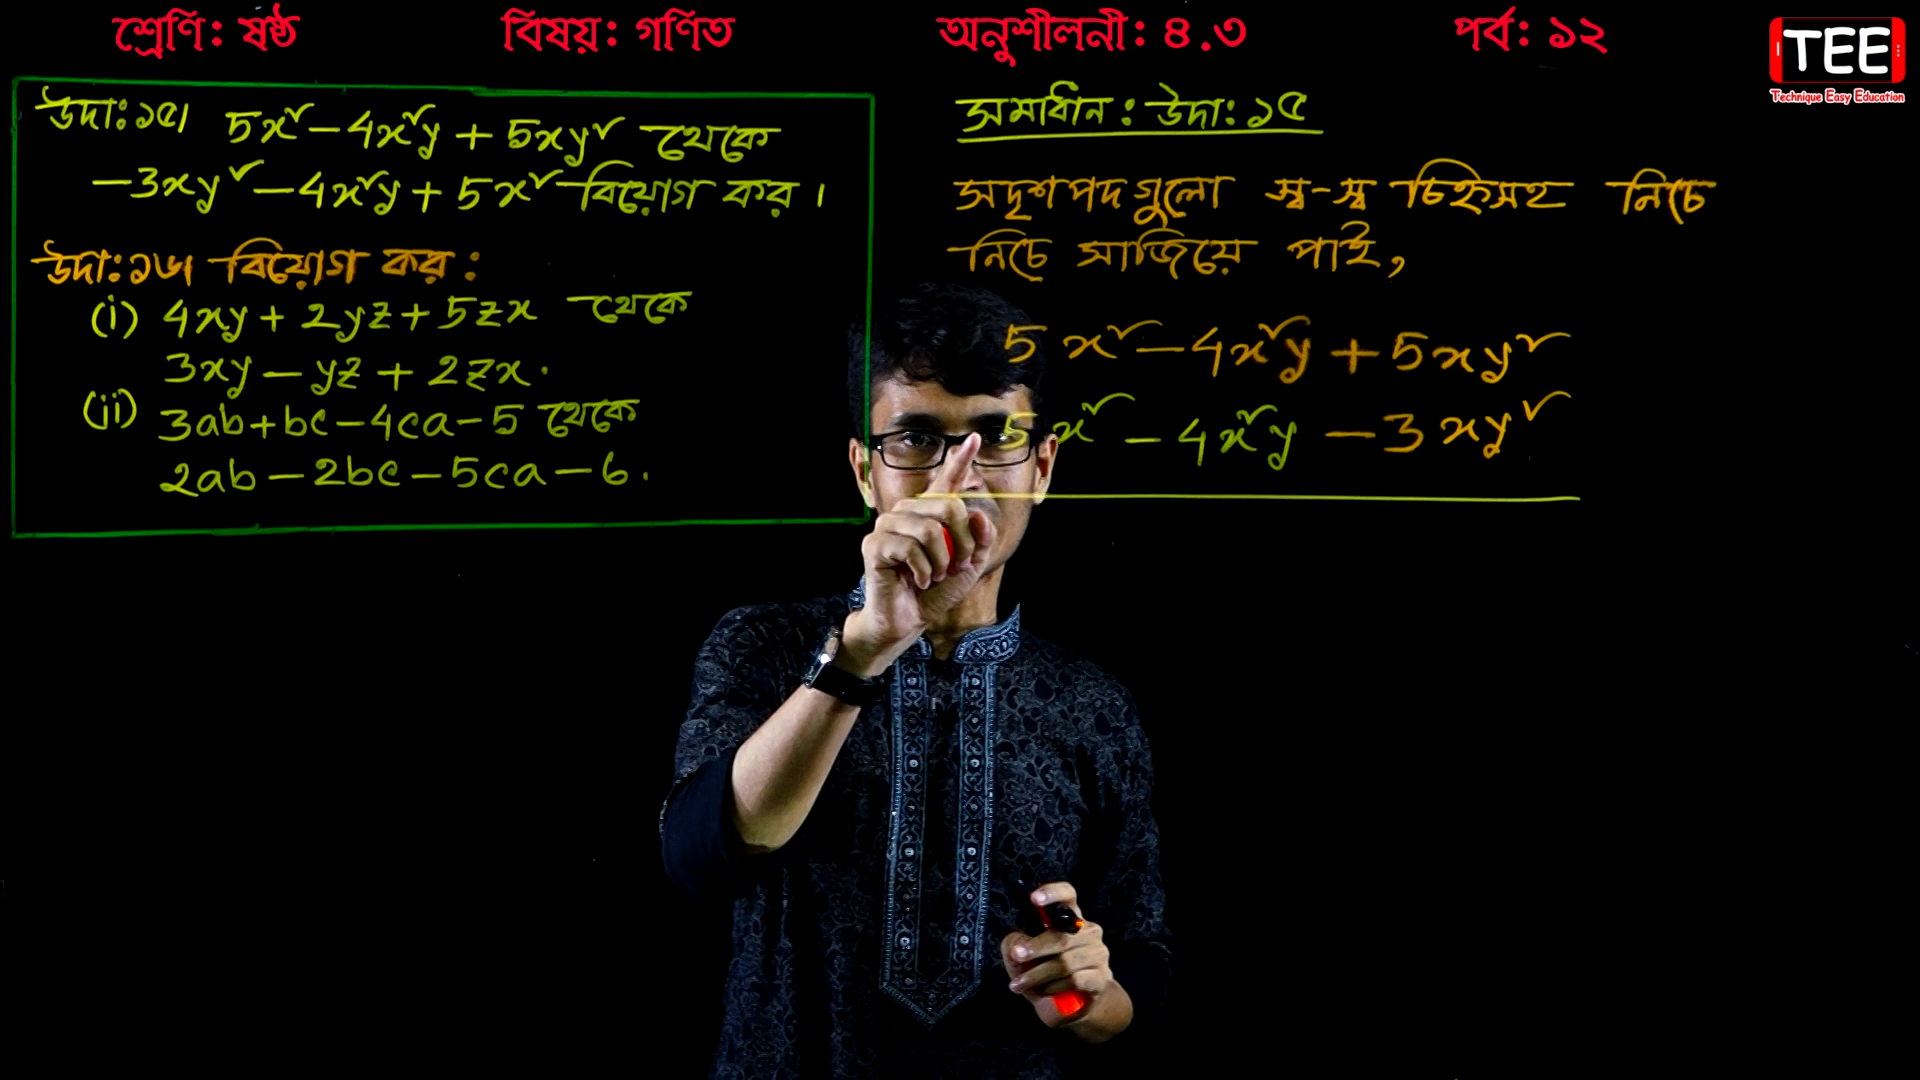 শ্রেণি: ষষ্ঠ বিষয়: গণিত অনুশীলনী: ৪.৩ পর্ব: ১২
TEE
Technique Easy Education
উদা: ১৫। 5x² - 4x²y + 5xy² থেকে
-3xy² - 4x²y + 5x² বিয়োগ কর।
উদা: ১৬। বিয়োগ কর:
(i) 4xy + 2yz + 5zx থেকে
3xy - yz + 2zx.
(ii) 3ab + bc - 4ca - 5 থেকে
2ab - 2bc - 5ca - 6.
সমাধান: উদা: ১৫
সদৃশ পদগুলো স্ব-স্ব চিহ্নসহ নিচে
নিচে সাজিয়ে পাই,
5x² - 4x²y + 5xy²
5x² - 4x²y - 3xy²